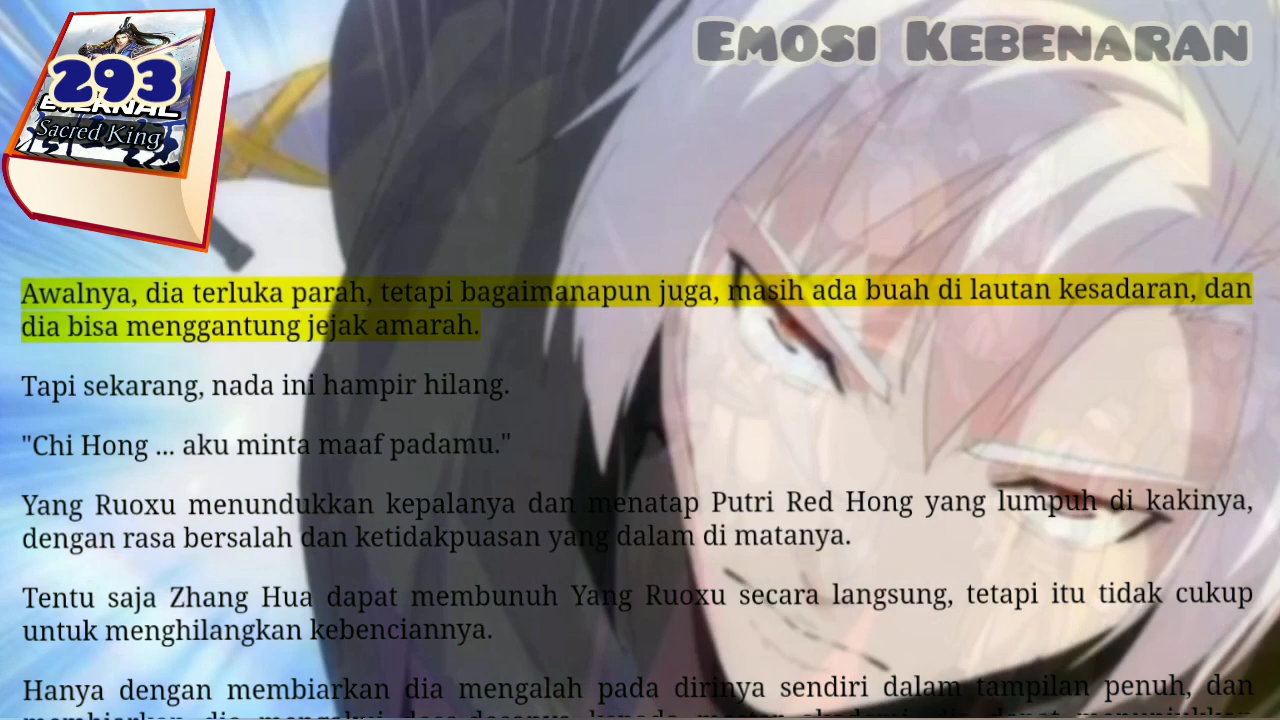 Emosi Kebenaran
293
ETERNAL
Sacred King
Awalnya, dia terluka parah, tetapi bagaimanapun juga, masih ada buah di lautan kesadaran, dan
dia bisa menggantung jejak amarah.
Tapi sekarang, nada ini hampir hilang.
"Chi Hong ... aku minta maaf padamu."
Yang Ruoxu menundukkan kepalanya dan menatap Putri Red Hong yang lumpuh di kakinya,
dengan rasa bersalah dan ketidakpuasan yang dalam di matanya.
Tentu saja Zhang Hua dapat membunuh Yang Ruoxu secara langsung, tetapi itu tidak cukup
untuk menghilangkan kebenciannya.
Hanya dengan membiarkan dia mengalah pada dirinya sendiri dalam tampilan penuh, dan